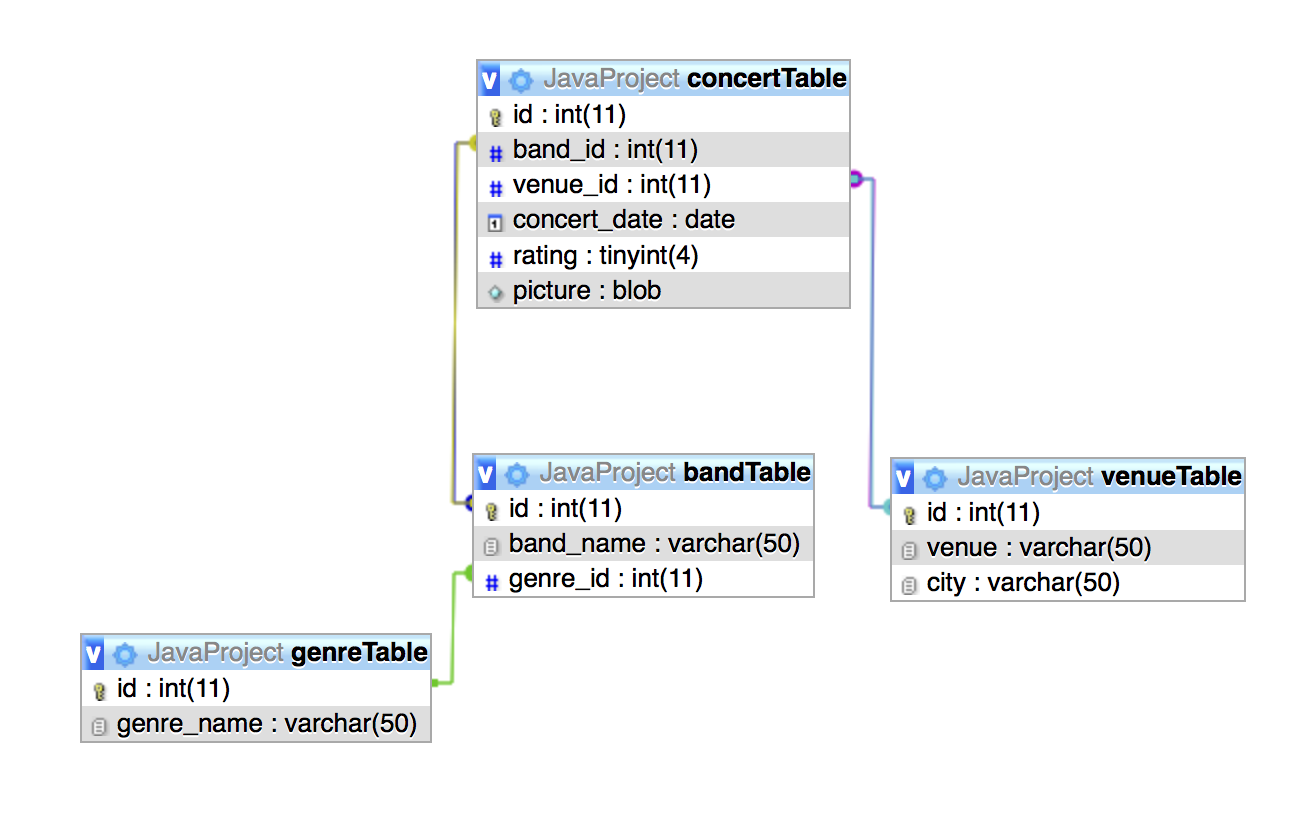 V JavaProject concertTable
id : int(11)
# band_id : int(11)
# venue_id : int(11)
1 concert_date : date
# rating : tinyint(4)
picture : blob
V JavaProject bandTable
id : int(11)
band_name : varchar(50)
# genre_id : int(11)
V JavaProject venueTable
id : int(11)
venue : varchar(50)
city : varchar(50)
V JavaProject genreTable
id : int(11)
genre_name : varchar(50)